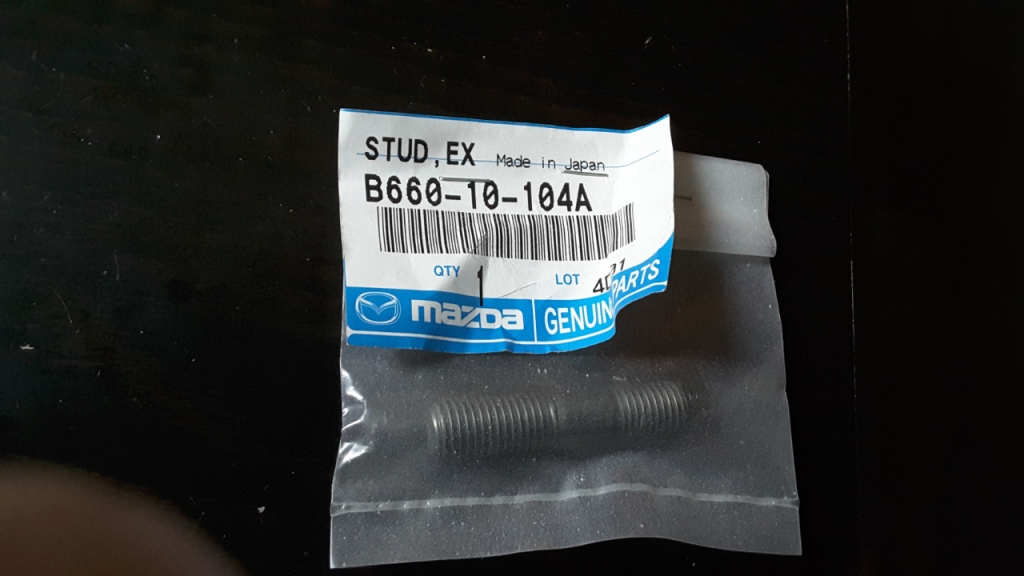 STUD,EX Made in Japan
B660-10-104A
QTY 1 LOT
mazda GENUIN PARTS